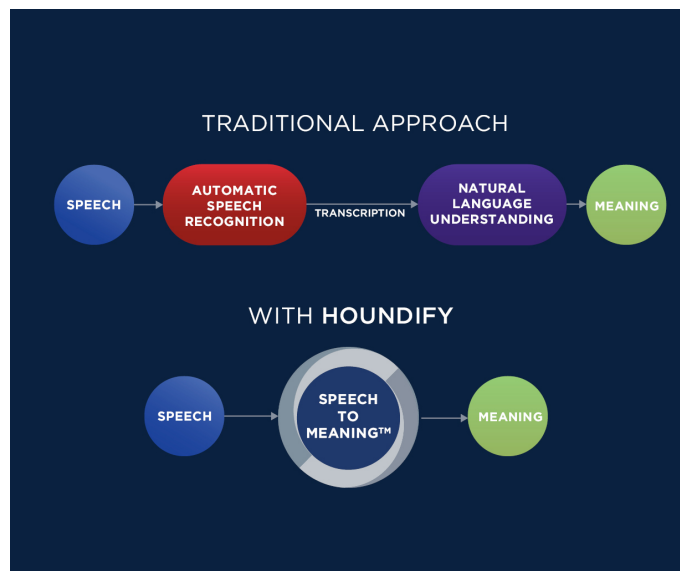 TRADITIONAL APPROACH
SPEECH
AUTOMATIC
SPEECH
RECOGNITION
TRANSCRIPTION
NATURAL
LANGUAGE
UNDERSTANDING
MEANING
WITH HOUNDIFY
SPEECH
SPEECH
TO
MEANING™
MEANING